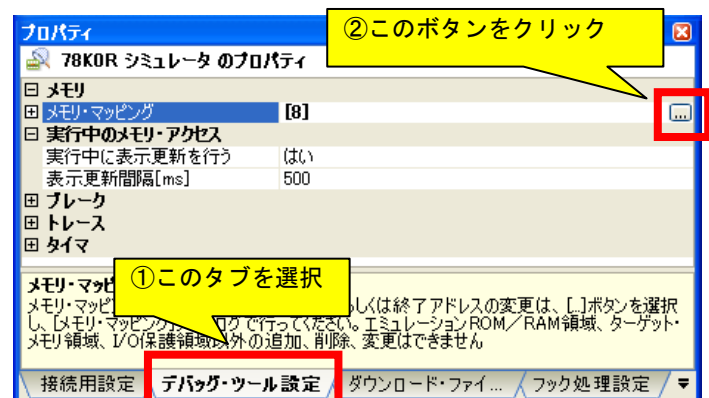 プロパティ
②このボタンをクリック
78K0R シミュレータ のプロパティ
メモリ
メモリ・マッピング [8]
...
実行中のメモリ・アクセス
実行中に表示更新を行う はい
表示更新間隔[ms] 500
ブレーク
トレース
タイマ
①このタブを選択
メモリ・マッピ
メモリ・マッピ しくは終了アドレスの変更は、[...]ボタンを選択
し、[メモリ・マッピング] ログで行ってください。エミュレーションROM/RAM領域、ターゲット・
メモリ領域、I/O保護領域以外の追加、削除、変更はできません
接続用設定 デバッグ・ツール設定 ダウンロード・ファイ... フック処理設定